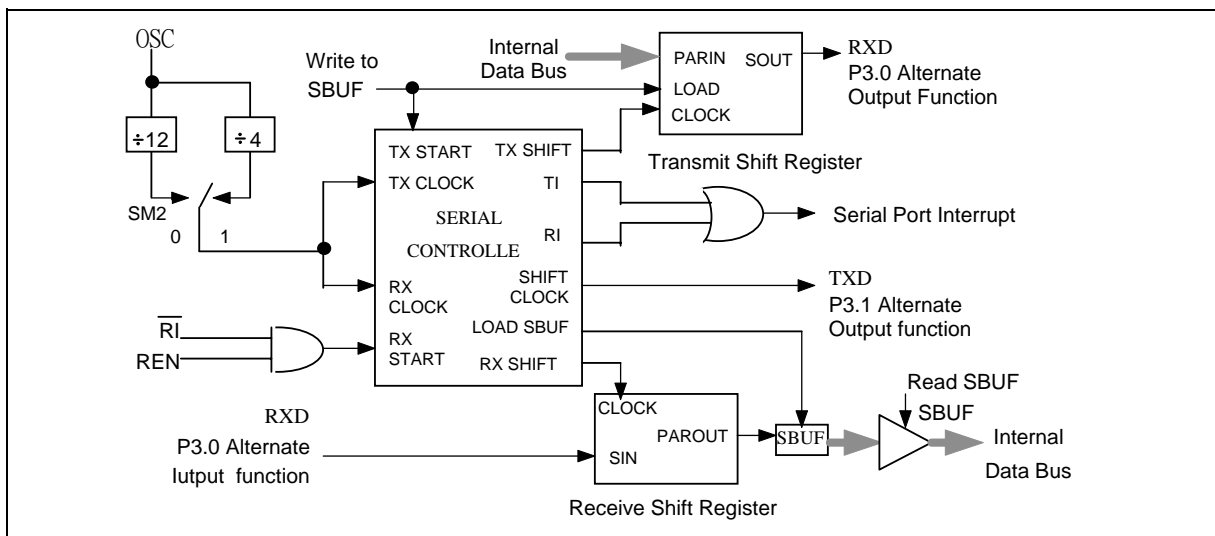 OSC
÷12
÷4
SM2
0
1
Write to
SBUF
Internal
Data Bus
PARIN
SOUT
LOAD
CLOCK
RXD
P3.0 Alternate
Output Function
Transmit Shift Register
TX START
TX SHIFT
TX CLOCK
TI
SERIAL
CONTROLLE
RI
Serial Port Interrupt
RX
CLOCK
SHIFT
CLOCK
TXD
P3.1 Alternate
Output function
LOAD SBUF
RI
REN
RX
START
RX SHIFT
RXD
P3.0 Alternate
Iutput function
CLOCK
PAROUT
SIN
Receive Shift Register
SBUF
Read SBUF
SBUF
Internal
Data Bus